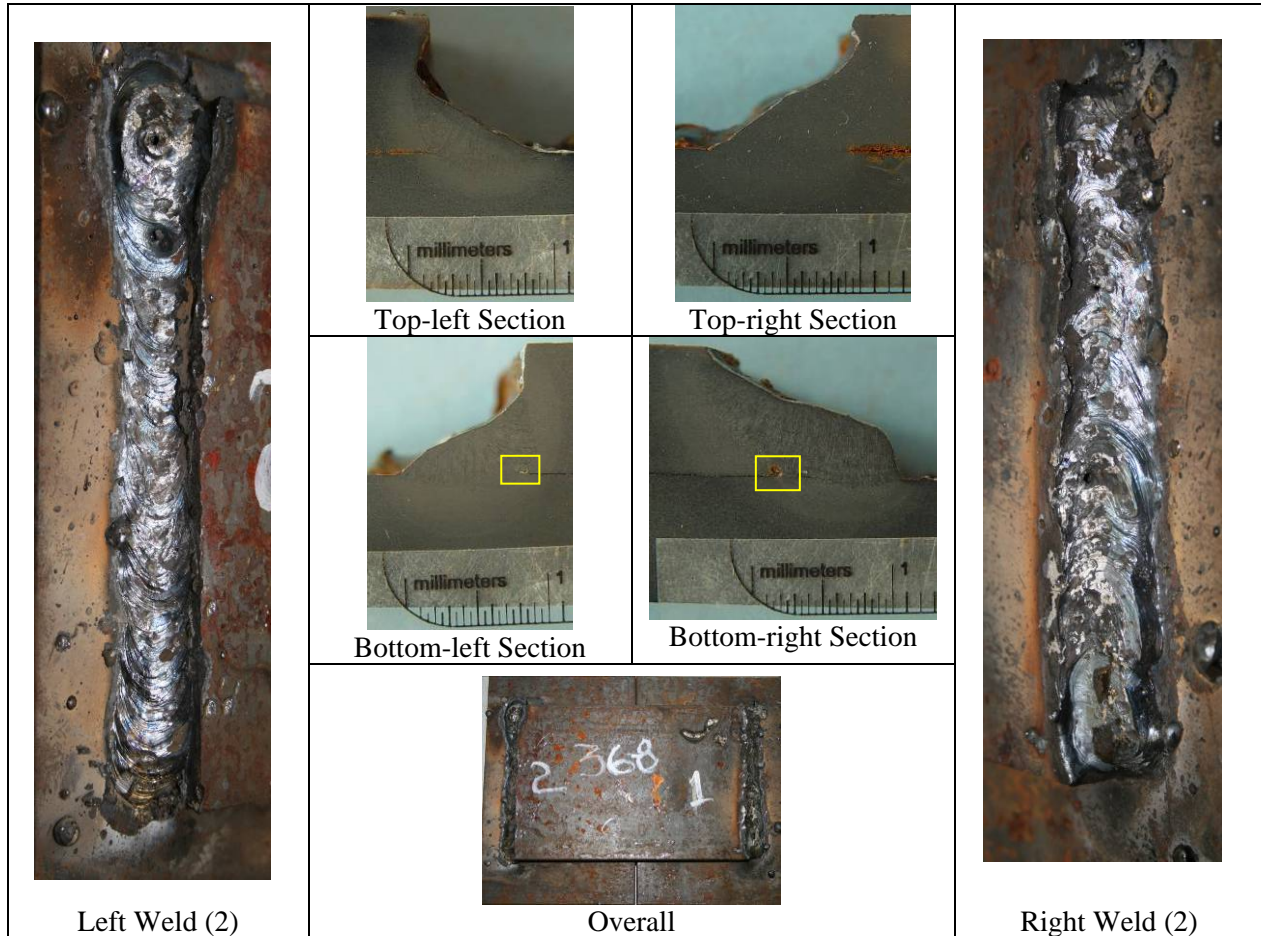 millimeters 1
Top-left Section
millimeters 1
Top-right Section
millimeters 1
Bottom-left Section
millimeters 1
Bottom-right Section
368
2
1
Overall
Left Weld (2)
Right Weld (2)